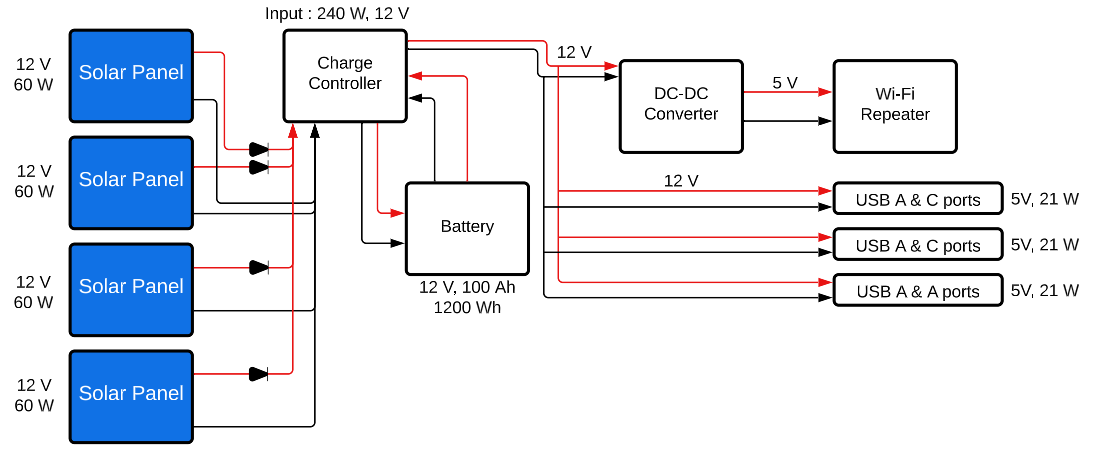 Input : 240 W, 12 V
12 V
60 W
Solar Panel
Charge
Controller
12 V
DC-DC
Converter
5 V
Wi-Fi
Repeater
12 V
60 W
Solar Panel
12 V
USB A & C ports
5V, 21 W
Battery
USB A & C ports
5V, 21 W
12 V
60 W
Solar Panel
12 V, 100 Ah
1200 Wh
USB A & A ports
5V, 21 W
12 V
60 W
Solar Panel